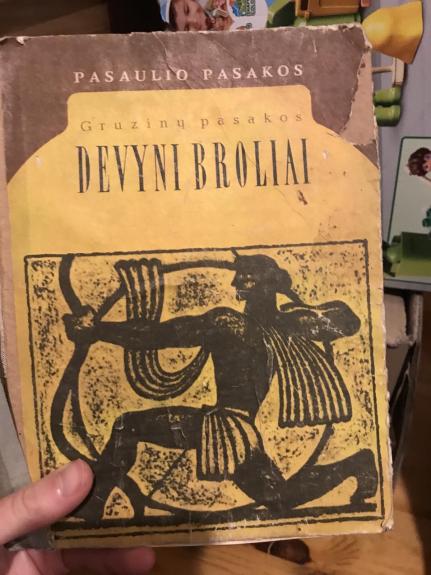 PASAULIO PASAKOS
Gruzinų pasakos
DEVYNI BROLIAI